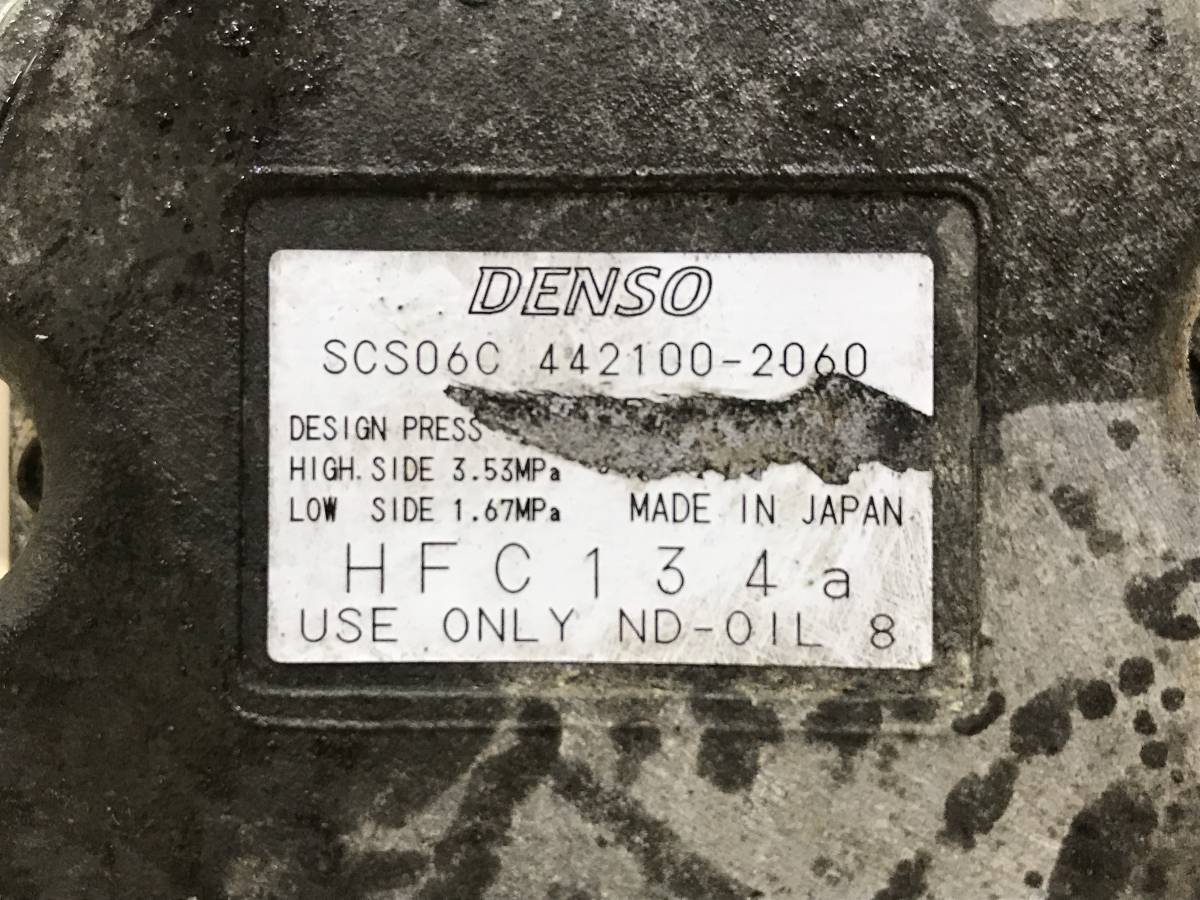 DENSO
SCS06C 442100-2060
DESIGN PRESS
HIGH. SIDE 3.53MPa
LOW SIDE 1.67MPa MADE IN JAPAN
HFC134a
USE ONLY ND-OIL 8